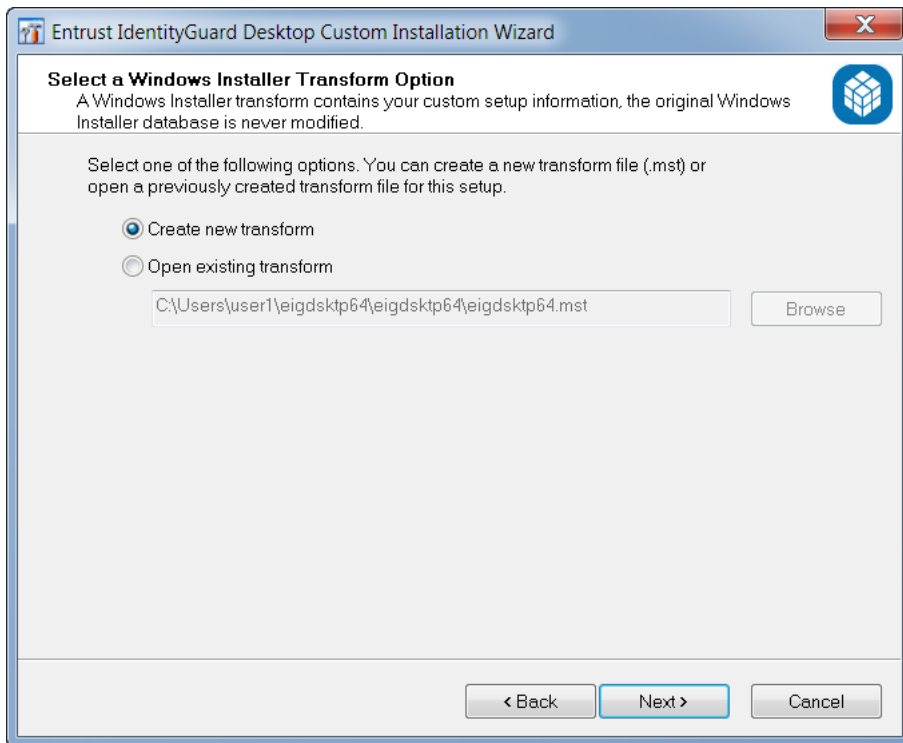 Entrust IdentityGuard Desktop Custom Installation Wizard
Select a Windows Installer Transform Option
A Windows Installer transform contains your custom setup information, the original Windows
Installer database is never modified.
Select one of the following options. You can create a new transform file (.mst) or
open a previously created transform file for this setup.
Create new transform
Open existing transform
C:\Users\user1\eigdsktp64\eigdsktp64\eigdsktp64.mst
Browse
< Back
Next >
Cancel